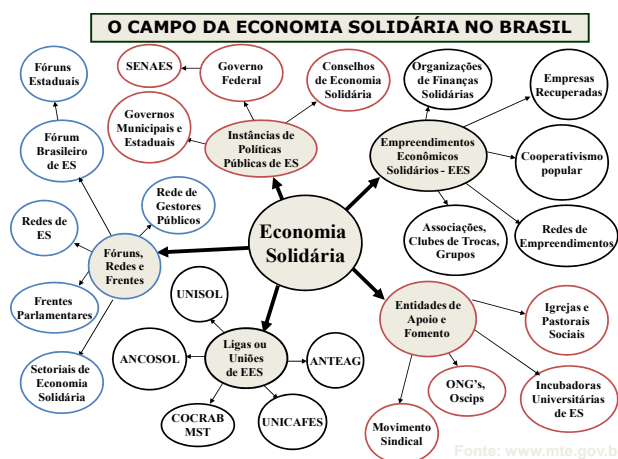 O CAMPO DA ECONOMIA SOLIDÁRIA NO BRASIL
Fóruns
Estaduais
SENAES
Governo
Federal
Conselhos
de Economia
Solidária
Organizações
de Finanças
Solidárias
Empresas
Recuperadas
Governos
Municipais e
Estaduais
Instâncias de
Políticas
Públicas de ES
Fórum
Brasileiro de
ES
Empreendimentos
Econômicos
Solidários - EES
Cooperativismo
popular
Rede de
Gestores
Públicos
Redes de
ES
Economia
Solidária
Associações,
Clubes de Trocas,
Grupos
Redes de
Empreendimentos
Fóruns,
Redes e
Frentes
UNISOL
Frentes
Parlamentares
Entidades de
Apoio e
Fomento
Igrejas e
Pastorais
Sociais
ANCOSOL
Ligas ou
Uniões
de EES
ANTEAG
Setoriais de
Economia
Solidária
COCRAB
MST
UNICAFES
ONG's,
Oscips
Incubadoras
Universitárias
de ES
Movimento
Sindical
Fonte: www.mte.gov.b